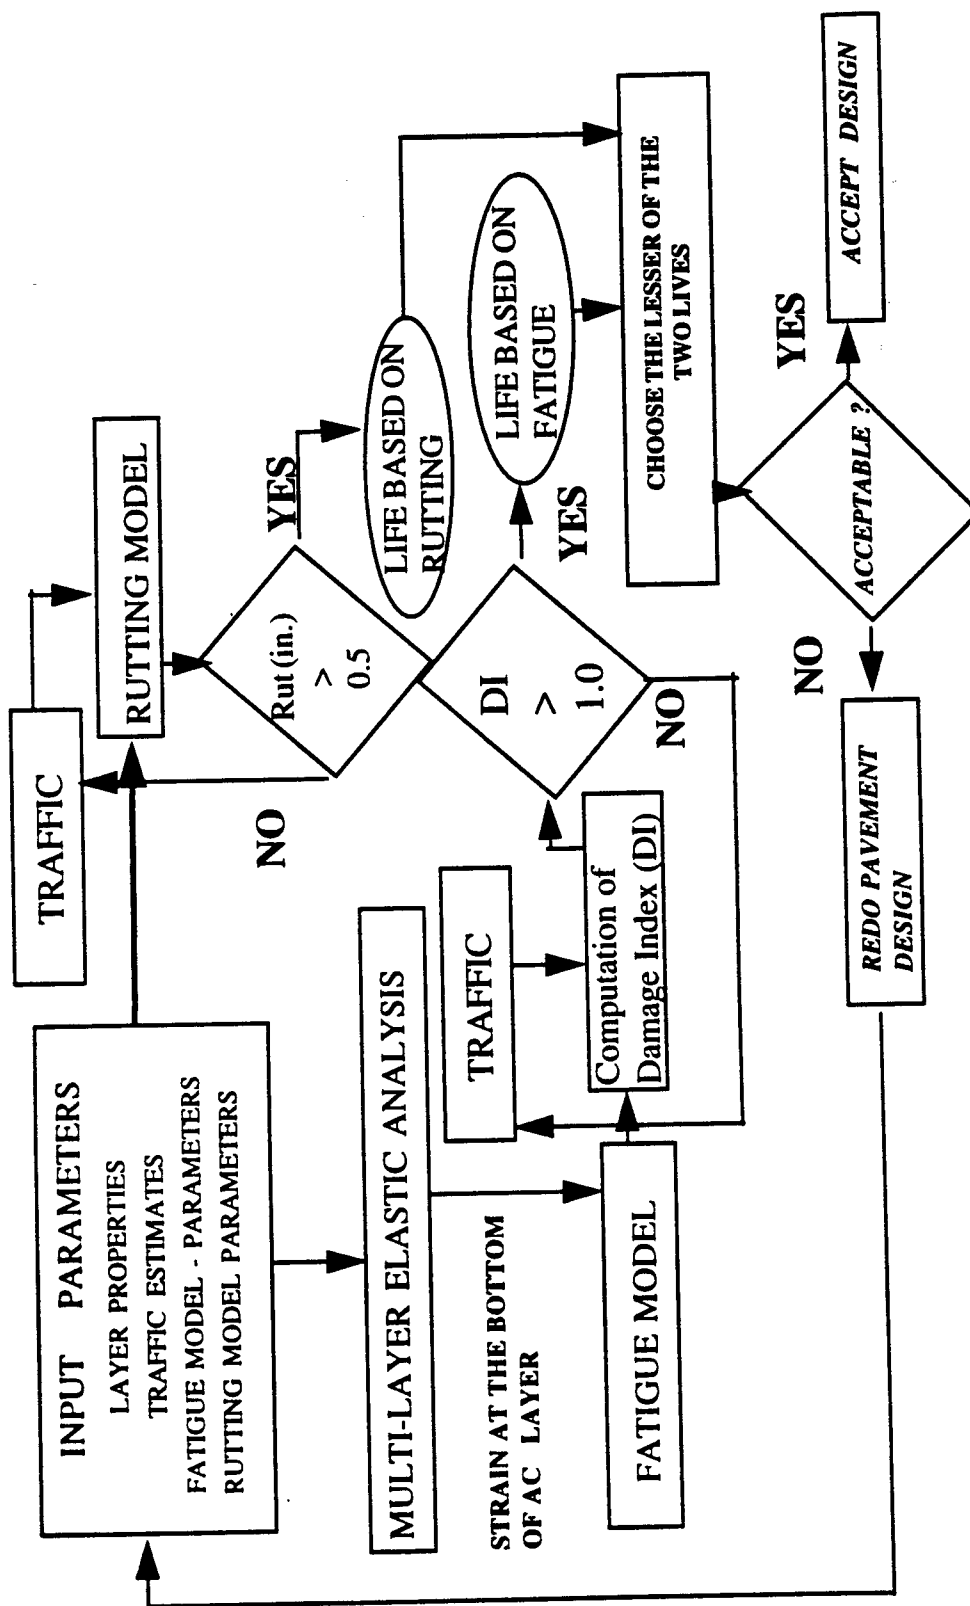 INPUT PARAMETERS
LAYER PROPERTIES
TRAFFIC ESTIMATES
FATIGUE MODEL - PARAMETERS
RUTTING MODEL PARAMETERS
TRAFFIC
RUTTING MODEL
Rut (in.)
>
0.5
YES
NO
LIFE BASED ON
RUTTING
MULTI-LAYER ELASTIC ANALYSIS
STRAIN AT THE BOTTOM
OF AC LAYER
FATIGUE MODEL
TRAFFIC
Computation of
Damage Index (DI)
DI
>
1.0
NO
YES
LIFE BASED ON
FATIGUE
CHOOSE THE LESSER OF THE
TWO LIVES
ACCEPTABLE ?
YES
ACCEPT DESIGN
NO
REDO PAVEMENT
DESIGN